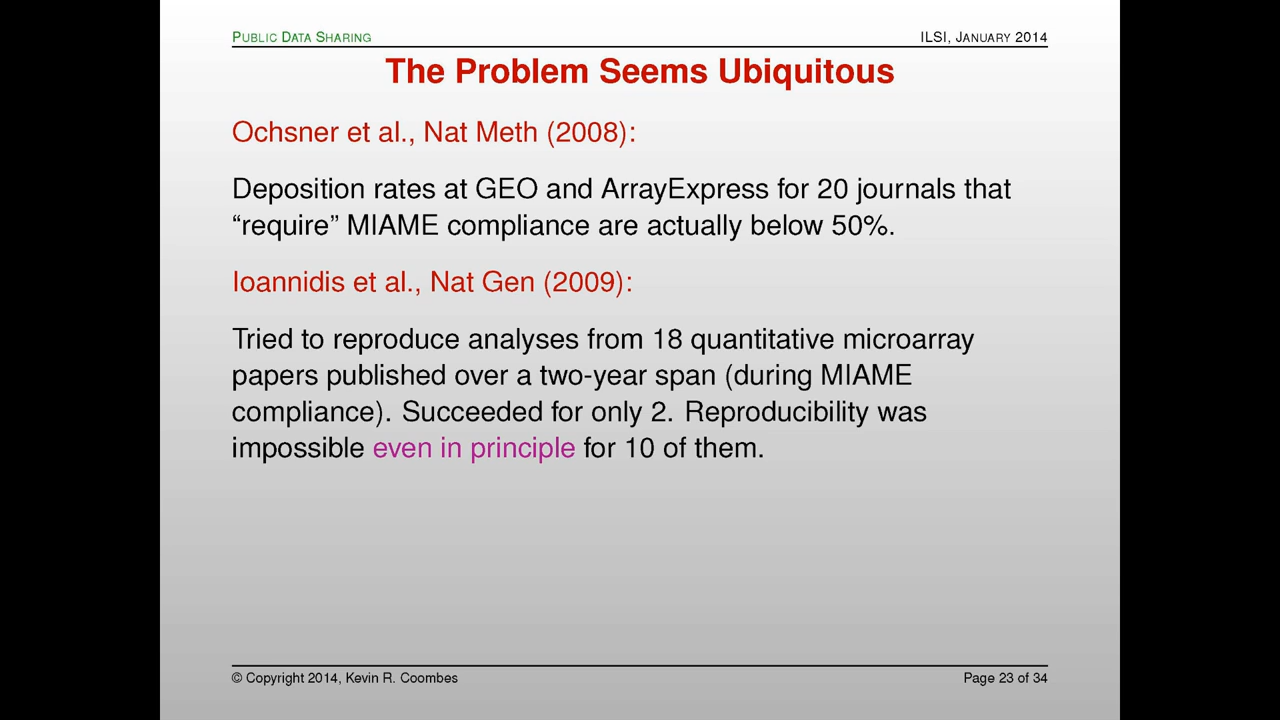 PUBLIC DATA SHARING
ILSI, JANUARY 2014
The Problem Seems Ubiquitous
Ochsner et al., Nat Meth (2008):
Deposition rates at GEO and ArrayExpress for 20 journals that
“require” MIAME compliance are actually below 50%.
Ioannidis et al., Nat Gen (2009):
Tried to reproduce analyses from 18 quantitative microarray
papers published over a two-year span (during MIAME
compliance). Succeeded for only 2. Reproducibility was
impossible even in principle for 10 of them.
© Copyright 2014, Kevin R. Coombes
Page 23 of 34